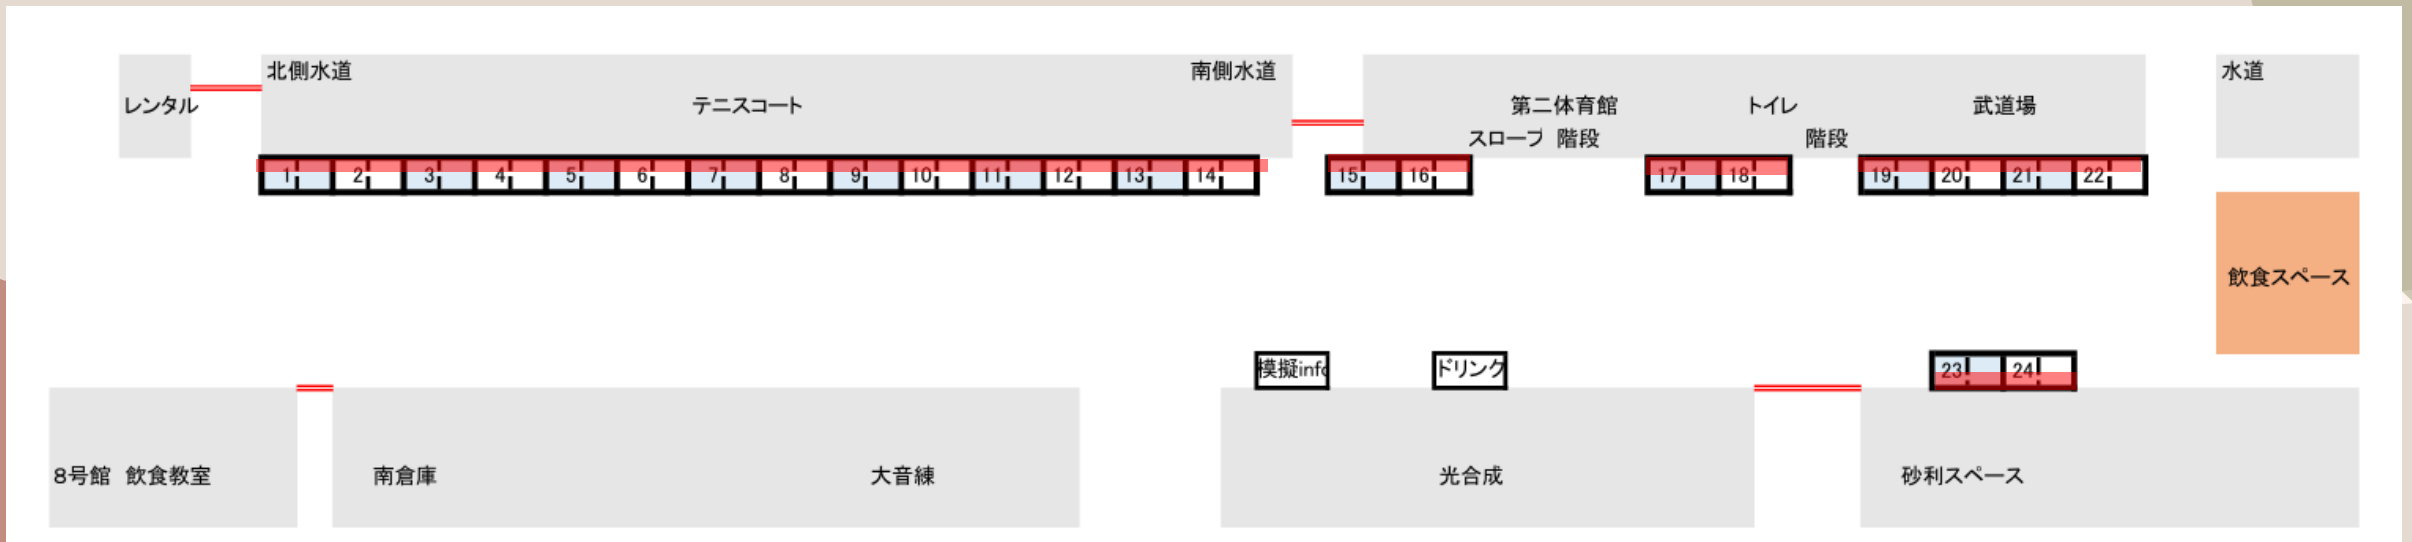 北側水道
南側水道
水道
レンタル
テニスコート
第二体育館
トイレ
武道場
スロープ 階段
階段
1 2 3 4 5 6 7 8 9 10 11 12 13 14
15 16
17 18
19 20 21 22
飲食スペース
模擬info
ドリンク
23 24
8号館 飲食教室
南倉庫
大音練
光合成
砂利スペース